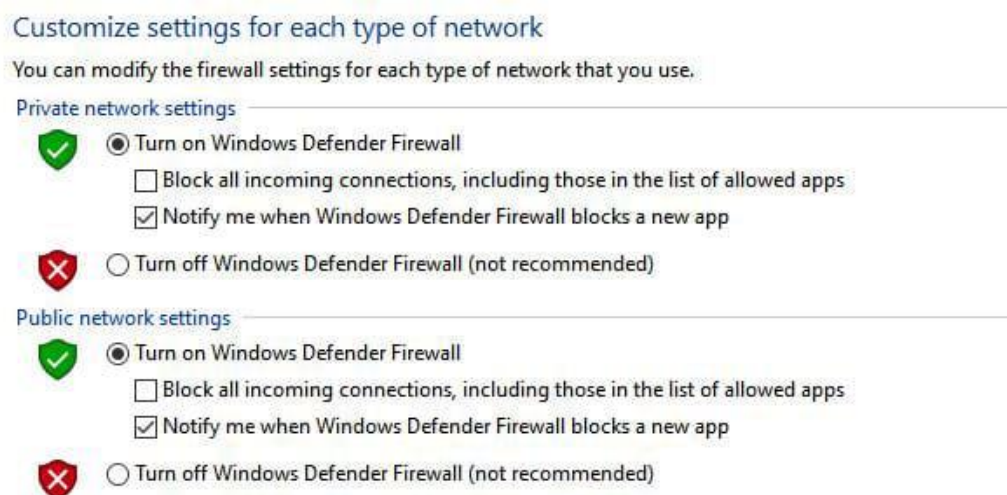 Customize settings for each type of network
You can modify the firewall settings for each type of network that you use.
Private network settings
Turn on Windows Defender Firewall
Block all incoming connections, including those in the list of allowed apps
Notify me when Windows Defender Firewall blocks a new app
Turn off Windows Defender Firewall (not recommended)
Public network settings
Turn on Windows Defender Firewall
Block all incoming connections, including those in the list of allowed apps
Notify me when Windows Defender Firewall blocks a new app
Turn off Windows Defender Firewall (not recommended)